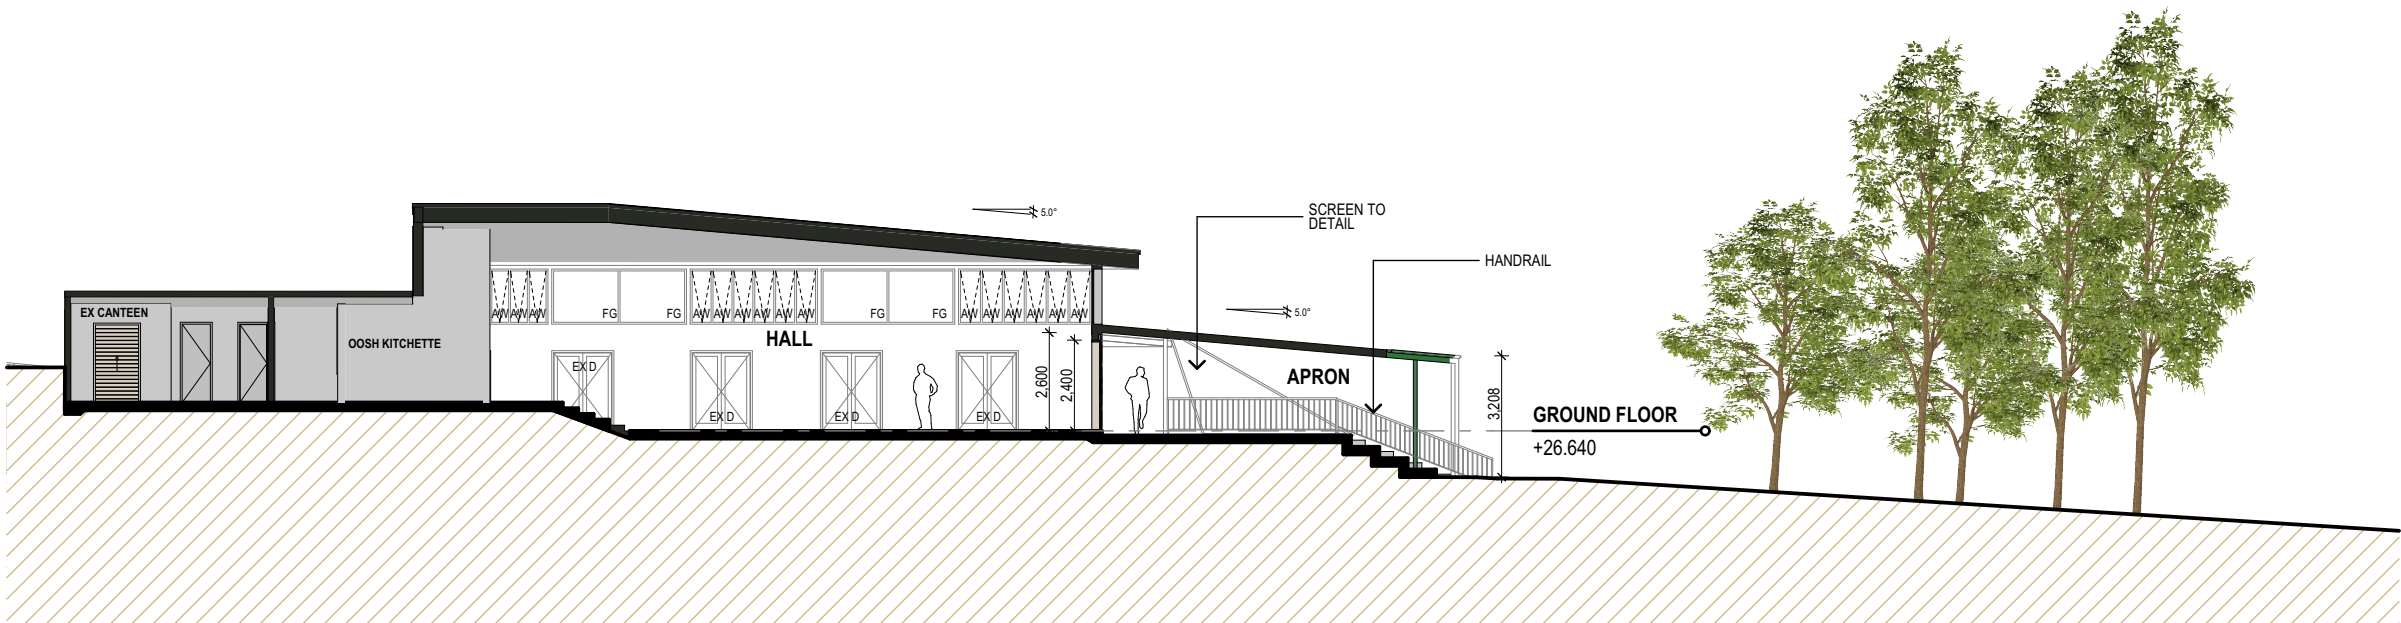 5.0°
SCREEN TO
DETAIL
HANDRAIL
5.0°
EX CANTEEN
OOSH KITCHETTE
AW AW AW FG FG AW AW AW AW AW AW FG FG AW AW AW AW AW AW
HALL
EX D
EX D
EX D
EX D
2,600
2,400
APRON
3,208
GROUND FLOOR
+26.640